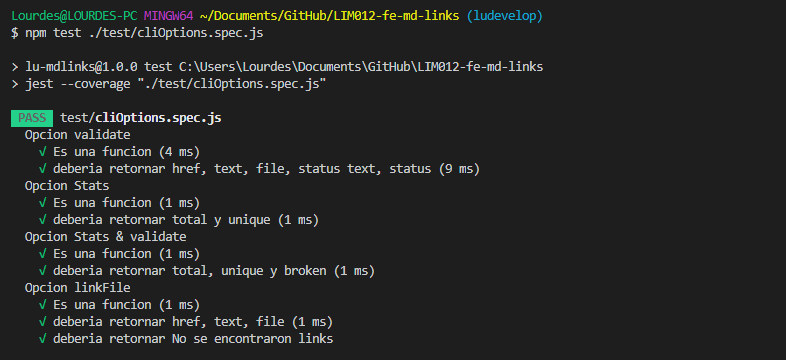 Lourdes@LOURDES-PC MINGW64 ~/Documents/GitHub/LIM012-fe-md-links (ludevelop)
$ npm test ./test/cliOptions.spec.js
> lu-mdlinks@1.0.0 test C:\Users\Lourdes\Documents\GitHub\LIM012-fe-md-links
> jest --coverage "./test/cliOptions.spec.js"
PASS test/cliOptions.spec.js
Opcion validate
√ Es una funcion (4 ms)
√ deberia retornar href, text, file, status text, status (9 ms)
Opcion Stats
√ Es una funcion (1 ms)
√ deberia retornar total y unique (1 ms)
Opcion Stats & validate
√ Es una funcion (1 ms)
√ deberia retornar total, unique y broken (1 ms)
Opcion linkFile
√ Es una funcion (1 ms)
√ deberia retornar href, text, file (1 ms)
√ deberia retornar No se encontraron links